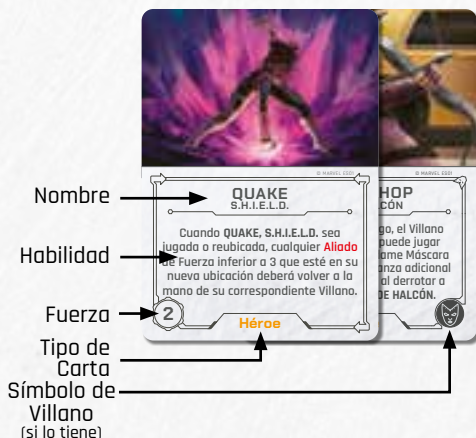 © MARVEL CG01
© MARVEL CG01
Nombre
QUAKE
S.H.I.E.L.D.
HOP
LCÓN
Habilidad
Cuando QUAKE, S.H.I.E.L.D. sea
jugada o reubicada, cualquier Aliado
de Fuerza inferior a 3 que esté en su
nueva ubicación deberá volver a la
mano de su correspondiente Villano.
go, el Villano
puede jugar
ame Máscara
anza adicional
al derrotar a
DE HALCÓN.
Fuerza
2
Héroe
Tipo de
Carta
Símbolo de
Villano
(si lo tiene)